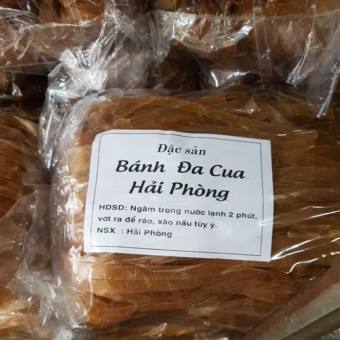 Đặc sản
Bánh Đa Cua
Hải Phòng
HDSD: Ngâm trong nước lạnh 2 phút,
vớt ra để ráo, xào nấu tùy ý.
NSX : Hải Phòng